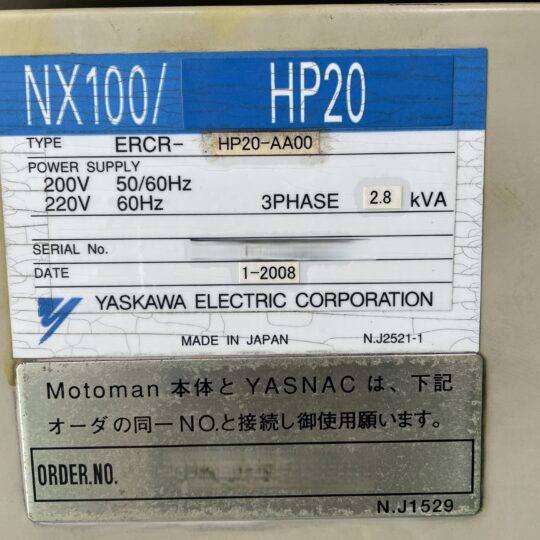 NX100/ HP20
TYPE ERCR- HP20-AA00
POWER SUPPLY
200V 50/60Hz
220V 60Hz 3PHASE 2.8 kVA
SERIAL No.
DATE 1-2008
YASKAWA ELECTRIC CORPORATION
MADE IN JAPAN N.J2521-1
Motoman 本体と YASNAC は、下記
オーダの同一NO.と接続し御使用願います。
ORDER.NO.
N.J1529